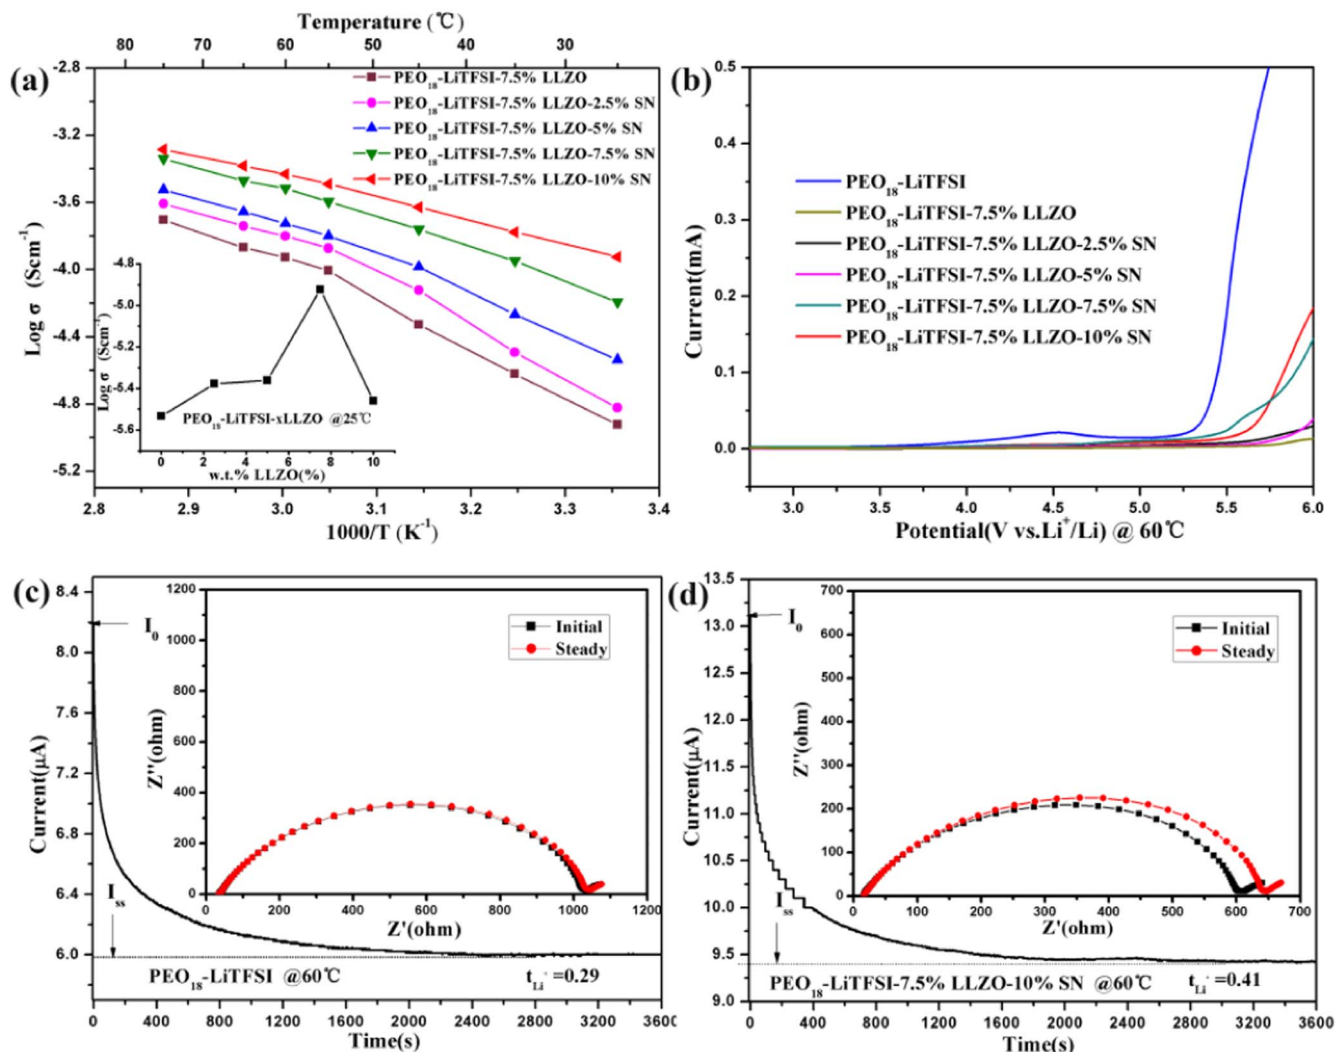 Temperature (℃)
80 70 60 50 40 30
(a)
-2.8
-3.2
-3.6
-4.0
-4.4
-4.8
-5.2
Log σ (Scm⁻¹)
PEO₁₈-LiTFSI-7.5% LLZO
PEO₁₈-LiTFSI-7.5% LLZO-2.5% SN
PEO₁₈-LiTFSI-7.5% LLZO-5% SN
PEO₁₈-LiTFSI-7.5% LLZO-7.5% SN
PEO₁₈-LiTFSI-7.5% LLZO-10% SN
-4.8
-5.0
-5.2
-5.4
-5.6
Log σ (Scm⁻¹)
PEO₁₈-LiTFSI-xLLZO @25℃
0 2 4 6 8 10
w.t.% LLZO(%)
2.8 2.9 3.0 3.1 3.2 3.3 3.4
1000/T (K⁻¹)
(b)
0.5
0.4
0.3
0.2
0.1
0.0
Current(mA)
PEO₁₈-LiTFSI
PEO₁₈-LiTFSI-7.5% LLZO
PEO₁₈-LiTFSI-7.5% LLZO-2.5% SN
PEO₁₈-LiTFSI-7.5% LLZO-5% SN
PEO₁₈-LiTFSI-7.5% LLZO-7.5% SN
PEO₁₈-LiTFSI-7.5% LLZO-10% SN
3.0 3.5 4.0 4.5 5.0 5.5 6.0
Potential(V vs.Li⁺/Li) @ 60℃
(c)
8.4
8.0
7.6
7.2
6.8
6.4
6.0
Current(μA)
I₀
Iss
1200
1000
800
600
400
200
0
Z''(ohm)
Initial
Steady
0 200 400 600 800 1000 1200
Z'(ohm)
PEO₁₈-LiTFSI @60℃ tLi⁺=0.29
0 400 800 1200 1600 2000 2400 2800 3200 3600
Time(s)
(d)
13.5
13.0
12.5
12.0
11.5
11.0
10.5
10.0
9.5
9.0
Current(μA)
I₀
Iss
700
600
500
400
300
200
100
0
Z''(ohm)
Initial
Steady
0 100 200 300 400 500 600 700
Z'(ohm)
PEO₁₈-LiTFSI-7.5% LLZO-10% SN @60℃ tLi⁺=0.41
0 400 800 1200 1600 2000 2400 2800 3200 3600
Time(s)